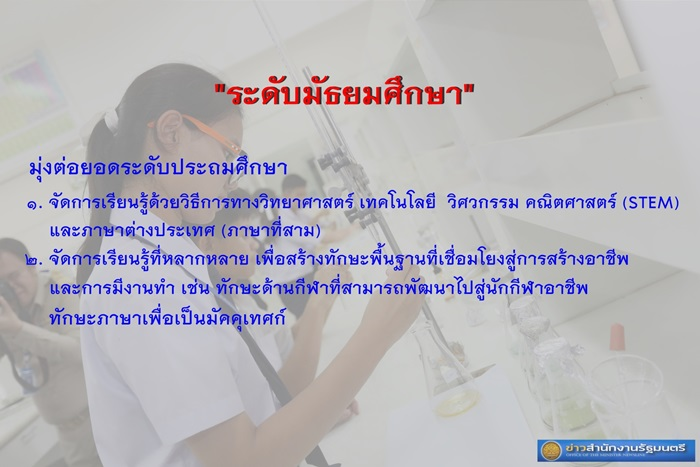 "ระดับมัธยมศึกษา"
มุ่งต่อยอดระดับประถมศึกษา
๑. จัดการเรียนรู้ด้วยวิธีการทางวิทยาศาสตร์ เทคโนโลยี วิศวกรรม คณิตศาสตร์ (STEM)
และภาษาต่างประเทศ (ภาษาที่สาม)
๒. จัดการเรียนรู้ที่หลากหลาย เพื่อสร้างทักษะพื้นฐานที่เชื่อมโยงสู่การสร้างอาชีพ
และการมีงานทำ เช่น ทักษะด้านกีฬาที่สามารถพัฒนาไปสู่นักกีฬาอาชีพ
ทักษะภาษาเพื่อเป็นมัคคุเทศก์
ข่าวสำนักงานรัฐมนตรี